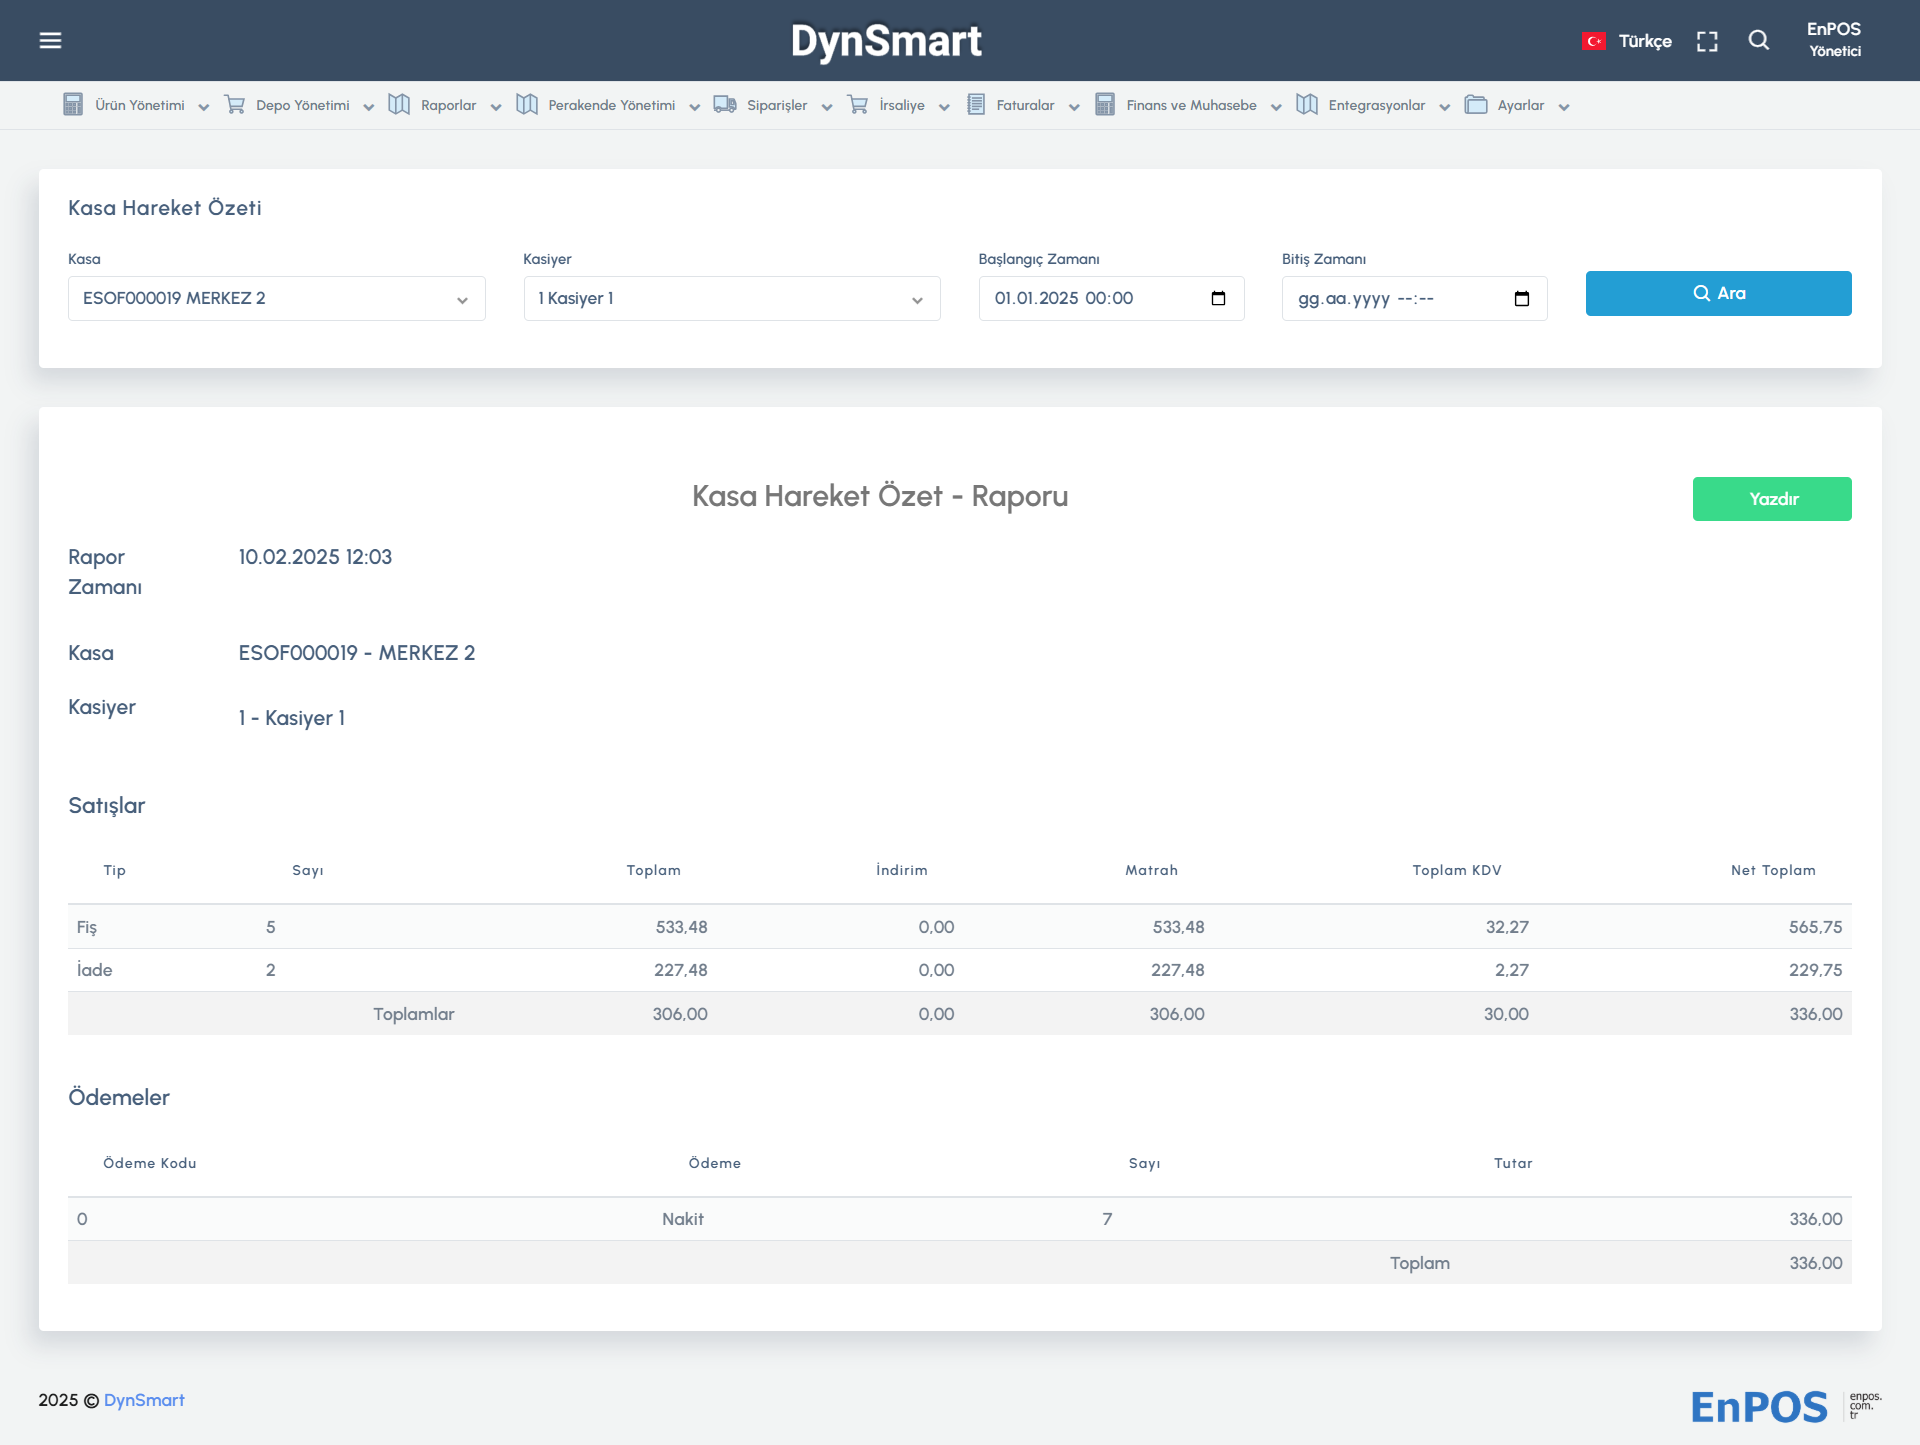 DynSmart
Türkçe
EnPOS
Yönetici
Ürün Yönetimi Depo Yönetimi Raporlar Perakende Yönetimi Siparişler İrsaliye Faturalar Finans ve Muhasebe Entegrasyonlar Ayarlar
Kasa Hareket Özeti
Kasa Kasiyer Başlangıç Zamanı Bitiş Zamanı
ESOF000019 MERKEZ 2 1 Kasiyer 1 01.01.2025 00:00 gg.aa.yyyy --:-- Ara
Kasa Hareket Özet - Raporu
Yazdır
Rapor Zamanı 10.02.2025 12:03
Kasa ESOF000019 - MERKEZ 2
Kasiyer 1 - Kasiyer 1
Satışlar
Tip Sayı Toplam İndirim Matrah Toplam KDV Net Toplam
Fiş 5 533,48 0,00 533,48 32,27 565,75
İade 2 227,48 0,00 227,48 2,27 229,75
Toplamlar 306,00 0,00 306,00 30,00 336,00
Ödemeler
Ödeme Kodu Ödeme Sayı Tutar
0 Nakit 7 336,00
Toplam 336,00
2025 © DynSmart
EnPOS
enpos.
com.
tr